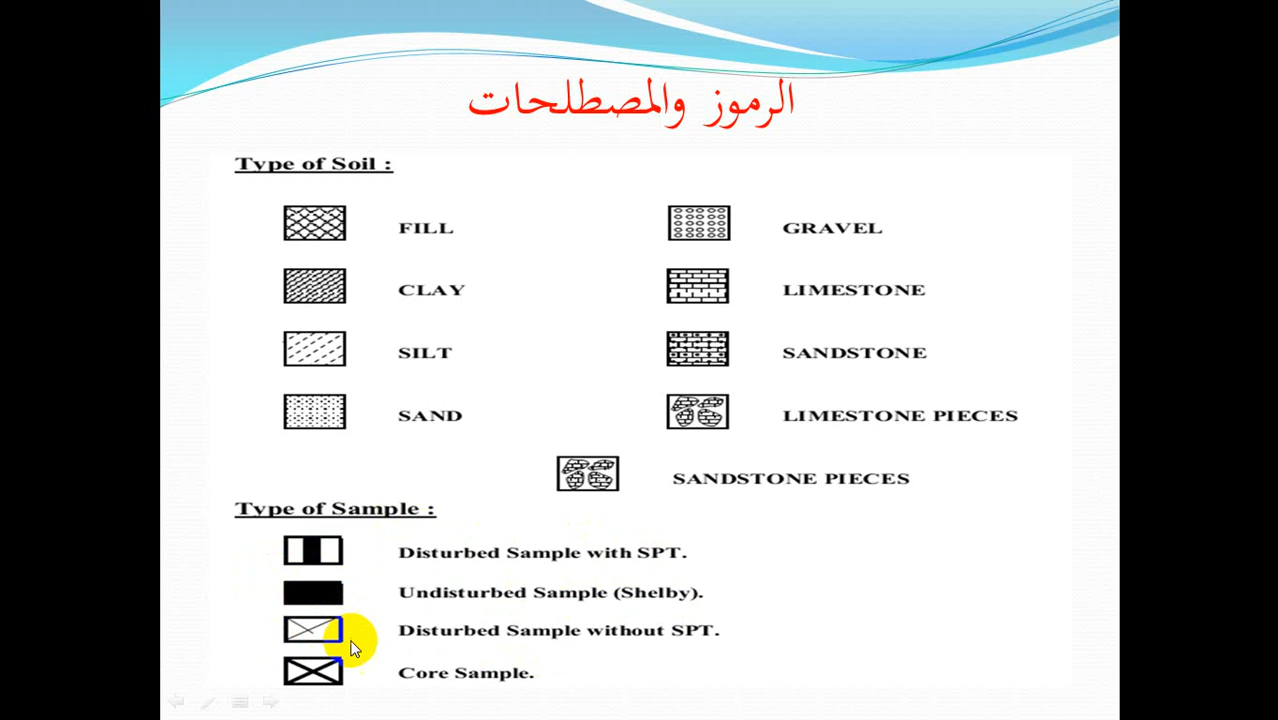 الرموز والمصطلحات
Type of Soil :
FILL GRAVEL
CLAY LIMESTONE
SILT SANDSTONE
SAND LIMESTONE PIECES
SANDSTONE PIECES
Type of Sample :
Disturbed Sample with SPT.
Undisturbed Sample (Shelby).
Disturbed Sample without SPT.
Core Sample.